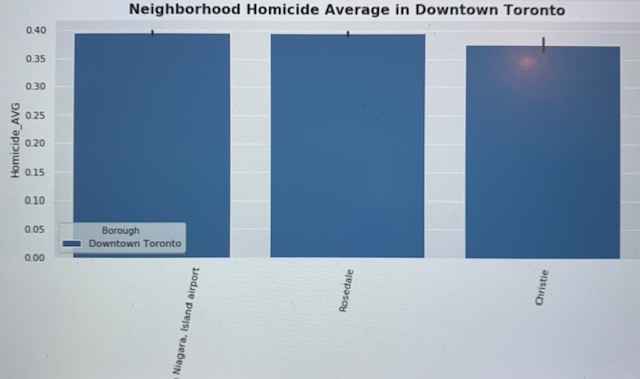 Neighborhood Homicide Average in Downtown Toronto
Homicide_AVG
0.40
0.35
0.30
0.25
0.20
0.15
0.10
0.05
0.00
Borough
Downtown Toronto
Niagara, Island airport
Rosedale
Christie